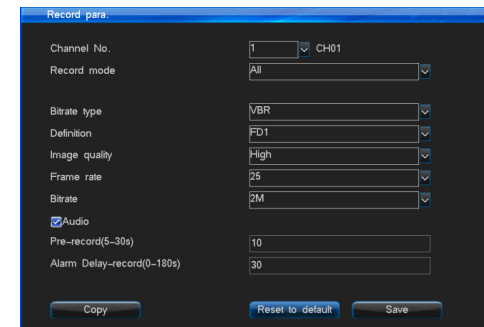 Record para.
Channel No. 1 CH01
Record mode All
Bitrate type VBR
Definition FD1
Image quality High
Frame rate 25
Bitrate 2M
Audio
Pre-record(5-30s) 10
Alarm Delay-record(0-180s) 30
Copy Reset to default Save